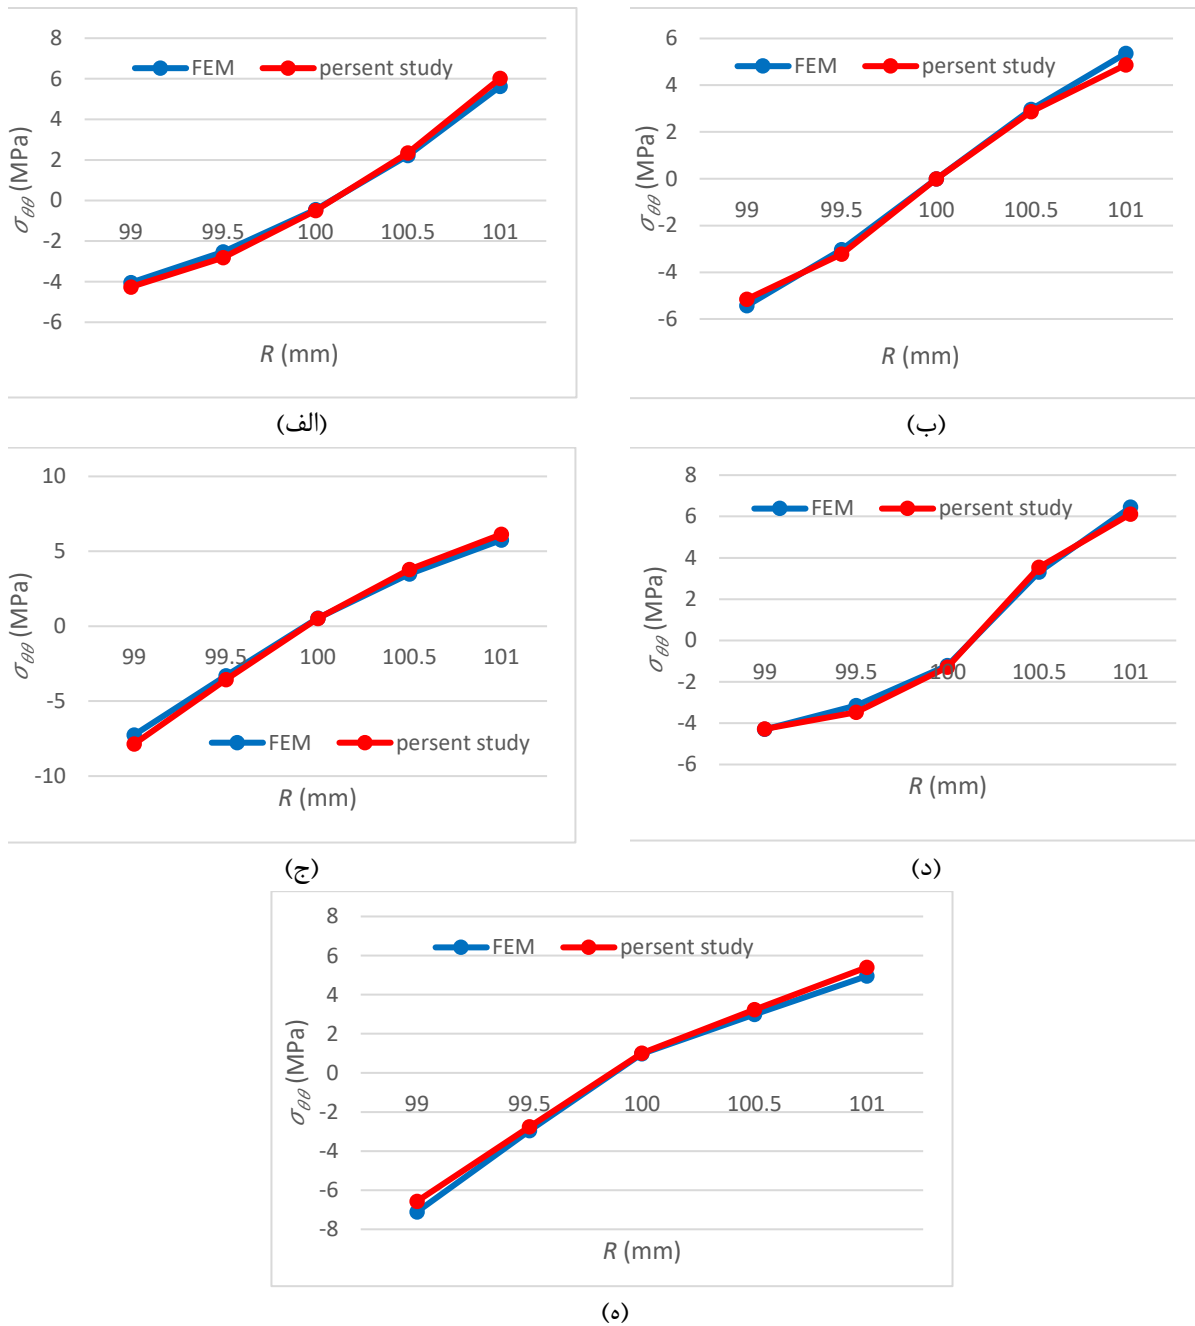 8
6
4
2
0
-2
-4
-6
FEM persent study
σθθ (MPa)
99 99.5 100 100.5 101
R (mm)
(الف)
6
4
2
0
-2
-4
-6
FEM persent study
σθθ (MPa)
99 99.5 100 100.5 101
R (mm)
(ب)
10
5
0
-5
-10
σθθ (MPa)
99 99.5 100 100.5 101
FEM persent study
R (mm)
(ج)
8
6
4
2
0
-2
-4
-6
FEM persent study
σθθ (MPa)
99 99.5 100 100.5 101
R (mm)
(د)
8
6
4
2
0
-2
-4
-6
-8
FEM persent study
σθθ (MPa)
99 99.5 100 100.5 101
R (mm)
(ه)